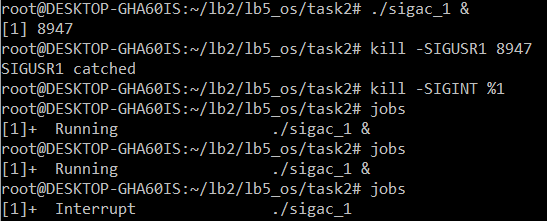 root@DESKTOP-GHA60IS:~/lb2/lb5_os/task2# ./sigac_1 &
[1] 8947
root@DESKTOP-GHA60IS:~/lb2/lb5_os/task2# kill -SIGUSR1 8947
SIGUSR1 catched
root@DESKTOP-GHA60IS:~/lb2/lb5_os/task2# kill -SIGINT %1
root@DESKTOP-GHA60IS:~/lb2/lb5_os/task2# jobs
[1]+  Running                 ./sigac_1 &
root@DESKTOP-GHA60IS:~/lb2/lb5_os/task2# jobs
[1]+  Running                 ./sigac_1 &
root@DESKTOP-GHA60IS:~/lb2/lb5_os/task2# jobs
[1]+  Interrupt               ./sigac_1